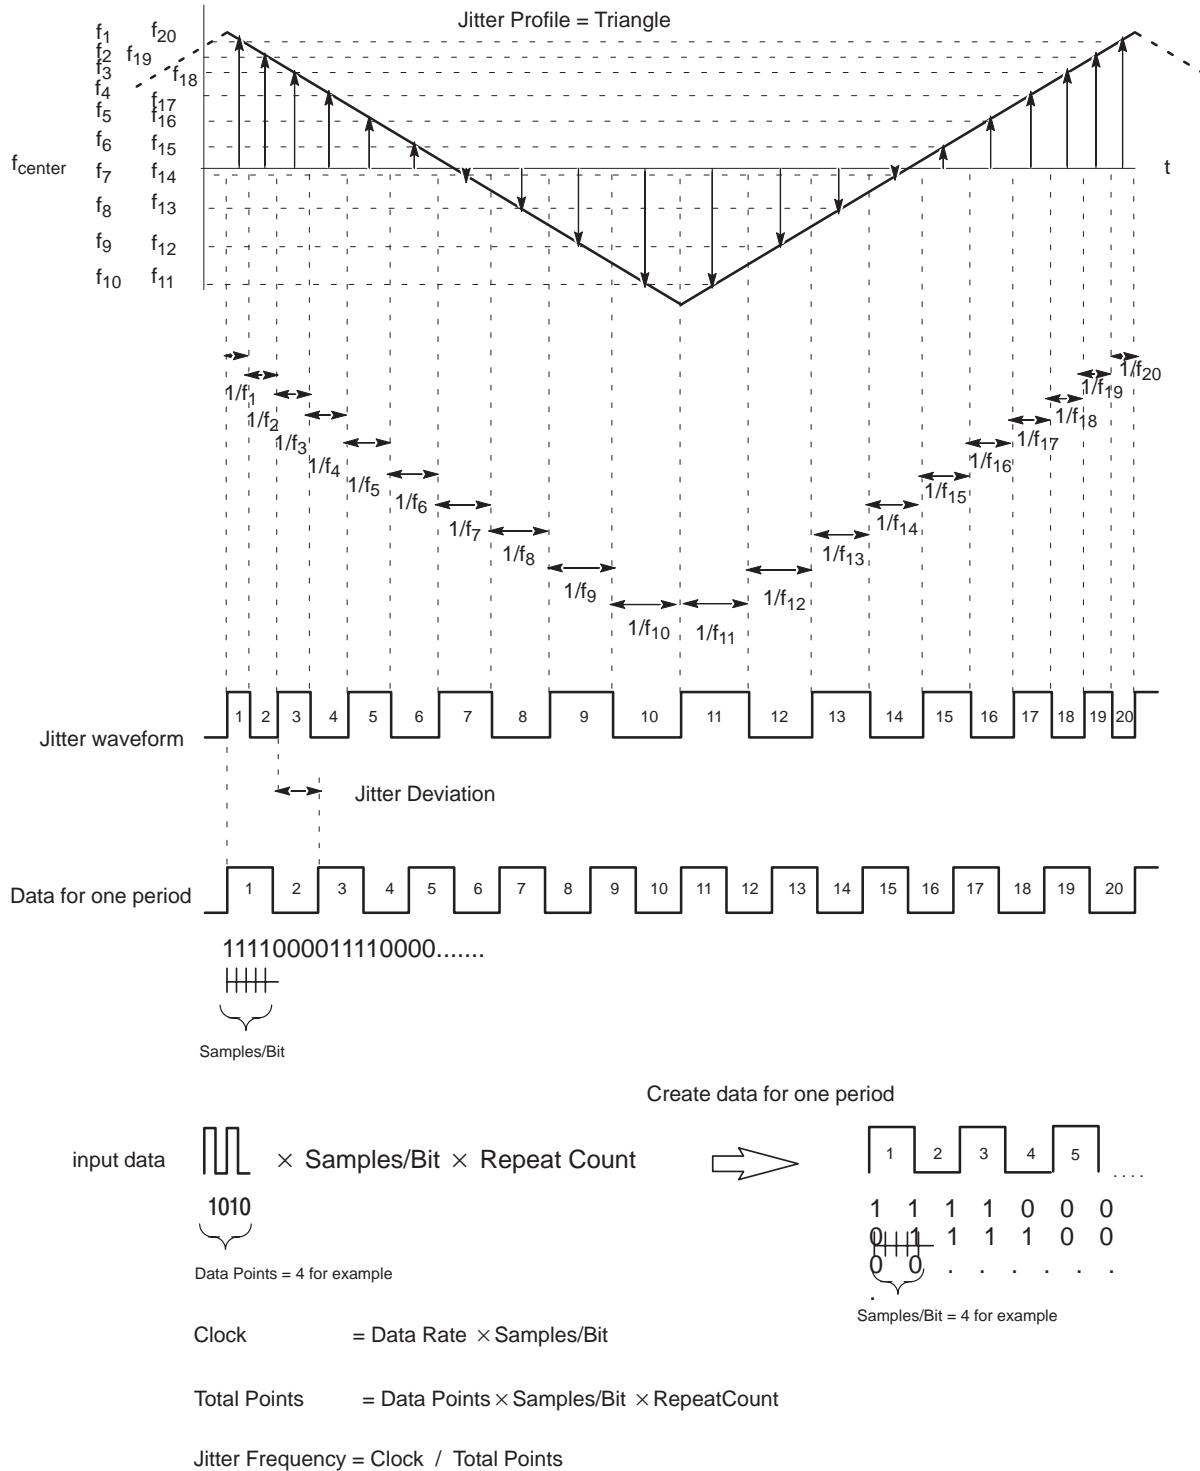 Jitter Profile = Triangle
f1 f20
f2 f19
f3 f18
f4 f17
f5 f16
f6 f15
fcenter t
f7 f14
f8 f13
f9 f12
f10 f11
1/f1
1/f2
1/f3
1/f4
1/f5
1/f6
1/f7
1/f8
1/f9
1/f10
1/f11
1/f12
1/f13
1/f14
1/f15
1/f16
1/f17
1/f18
1/f19
1/f20
Jitter waveform 1 2 3 4 5 6 7 8 9 10 11 12 13 14 15 16 17 18 19 20
Jitter Deviation
Data for one period 1 2 3 4 5 6 7 8 9 10 11 12 13 14 15 16 17 18 19 20
1111000011110000.......
Samples/Bit
Create data for one period
input data × Samples/Bit × Repeat Count 1 2 3 4 5 ....
1010
Data Points = 4 for example
1 1 1 1 0 0 0
0 1 1 1 1 0 0
0 0 . . . . . .
.
Samples/Bit = 4 for example
Clock = Data Rate × Samples/Bit
Total Points = Data Points × Samples/Bit × RepeatCount
Jitter Frequency = Clock / Total Points